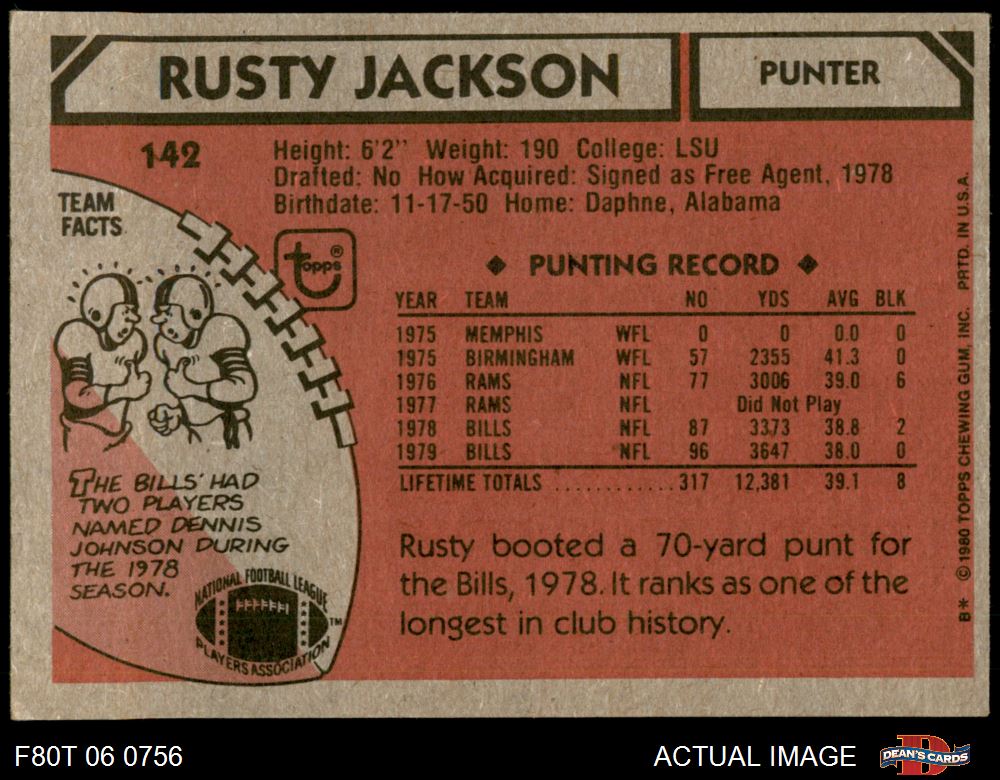 RUSTY JACKSON
PUNTER
142
Height: 6'2" Weight: 190 College: LSU
Drafted: No How Acquired: Signed as Free Agent, 1978
Birthdate: 11-17-50 Home: Daphne, Alabama
TEAM
FACTS
topps ®
◆ PUNTING RECORD ◆
YEAR TEAM NO YDS AVG BLK
1975 MEMPHIS WFL 0 0 0.0 0
1975 BIRMINGHAM WFL 57 2355 41.3 0
1976 RAMS NFL 77 3006 39.0 6
1977 RAMS NFL Did Not Play
1978 BILLS NFL 87 3373 38.8 2
1979 BILLS NFL 96 3647 38.0 0
LIFETIME TOTALS ............ 317 12,381 39.1 8
THE BILLS' HAD
TWO PLAYERS
NAMED DENNIS
JOHNSON DURING
THE 1978
SEASON.
NATIONAL FOOTBALL LEAGUE
PLAYERS ASSOCIATION
™
Rusty booted a 70-yard punt for
the Bills, 1978. It ranks as one of the
longest in club history.
B* © 1980 TOPPS CHEWING GUM, INC. PRTD. IN U.S.A.
F80T 06 0756
ACTUAL IMAGE
DEAN'S CARDS